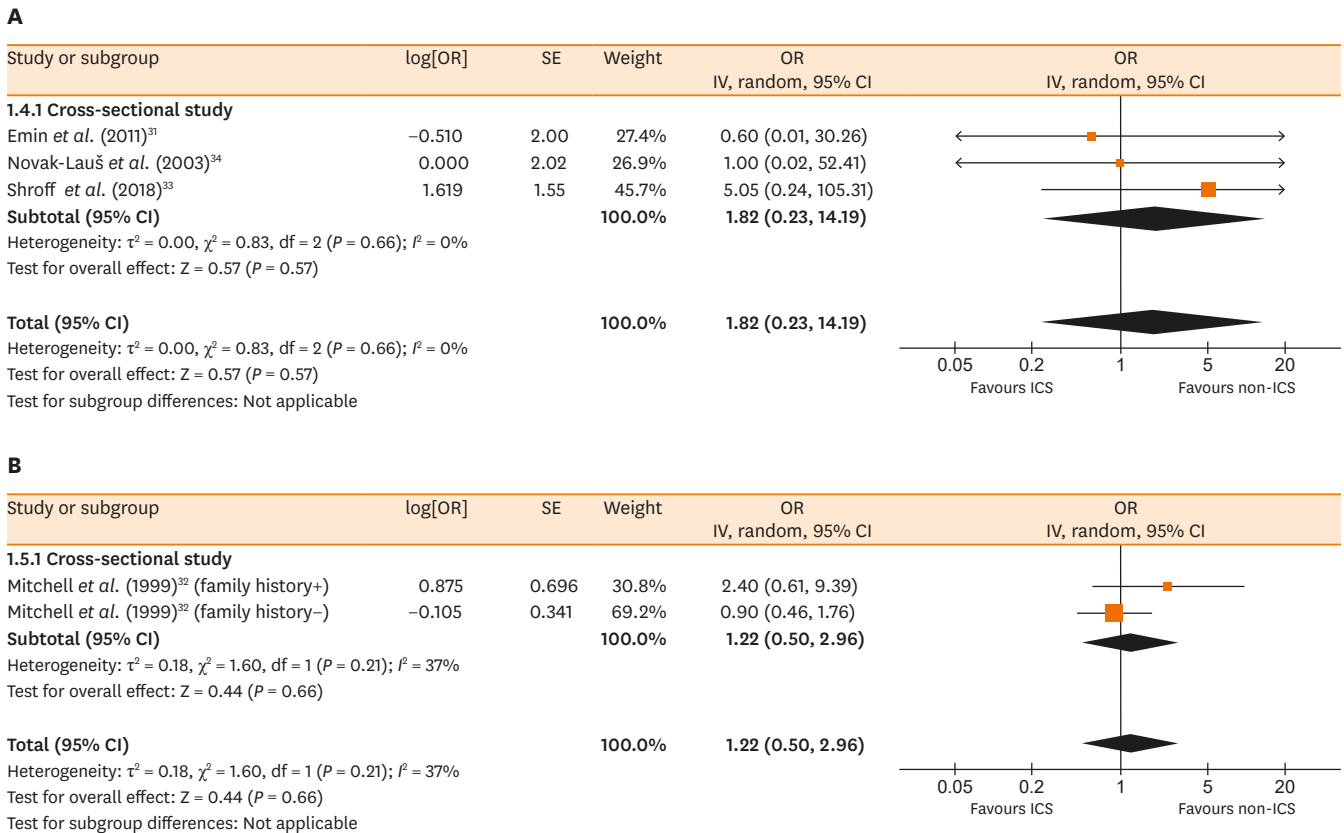 A
Study or subgroup log[OR] SE Weight OR OR
IV, random, 95% CI IV, random, 95% CI
1.4.1 Cross-sectional study
Emin et al. (2011)³¹ −0.510 2.00 27.4% 0.60 (0.01, 30.26)
Novak-Lauš et al. (2003)³⁴ 0.000 2.02 26.9% 1.00 (0.02, 52.41)
Shroff et al. (2018)³³ 1.619 1.55 45.7% 5.05 (0.24, 105.31)
Subtotal (95% CI) 100.0% 1.82 (0.23, 14.19)
Heterogeneity: τ² = 0.00, χ² = 0.83, df = 2 (P = 0.66); I² = 0%
Test for overall effect: Z = 0.57 (P = 0.57)
Total (95% CI) 100.0% 1.82 (0.23, 14.19)
Heterogeneity: τ² = 0.00, χ² = 0.83, df = 2 (P = 0.66); I² = 0%
Test for overall effect: Z = 0.57 (P = 0.57)
Test for subgroup differences: Not applicable
0.05 0.2 1 5 20
Favours ICS Favours non-ICS
B
Study or subgroup log[OR] SE Weight OR OR
IV, random, 95% CI IV, random, 95% CI
1.5.1 Cross-sectional study
Mitchell et al. (1999)³² (family history+) 0.875 0.696 30.8% 2.40 (0.61, 9.39)
Mitchell et al. (1999)³² (family history−) −0.105 0.341 69.2% 0.90 (0.46, 1.76)
Subtotal (95% CI) 100.0% 1.22 (0.50, 2.96)
Heterogeneity: τ² = 0.18, χ² = 1.60, df = 1 (P = 0.21); I² = 37%
Test for overall effect: Z = 0.44 (P = 0.66)
Total (95% CI) 100.0% 1.22 (0.50, 2.96)
Heterogeneity: τ² = 0.18, χ² = 1.60, df = 1 (P = 0.21); I² = 37%
Test for overall effect: Z = 0.44 (P = 0.66)
Test for subgroup differences: Not applicable
0.05 0.2 1 5 20
Favours ICS Favours non-ICS